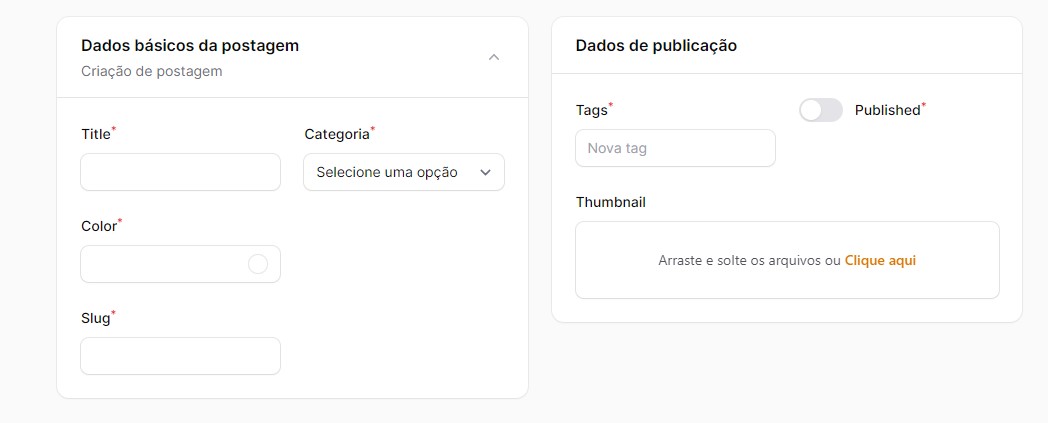 Dados básicos da postagem
Criação de postagem
Title*
Categoria*
Selecione uma opção
Color*
Slug*
Dados de publicação
Tags*
Published*
Nova tag
Thumbnail
Arraste e solte os arquivos ou Clique aqui